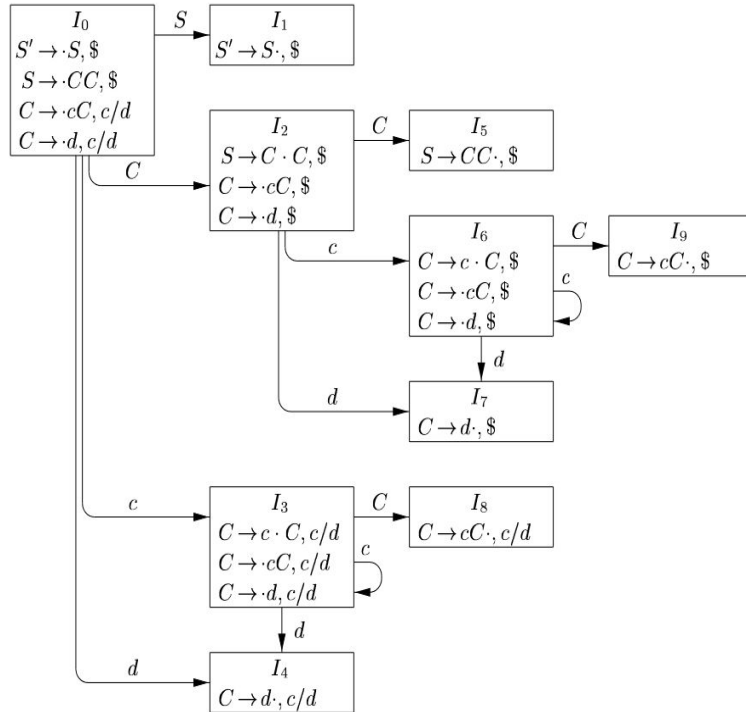 I₀
S' → ·S, $
S → ·CC, $
C → ·cC, c/d
C → ·d, c/d
S
I₁
S' → S·, $
C
I₂
S → C · C, $
C → ·cC, $
C → ·d, $
C
I₅
S → CC·, $
c
I₆
C → c · C, $
C → ·cC, $
C → ·d, $
C
I₉
C → cC·, $
c
d
d
I₇
C → d·, $
c
I₃
C → c · C, c/d
C → ·cC, c/d
C → ·d, c/d
C
I₈
C → cC·, c/d
c
d
d
I₄
C → d·, c/d